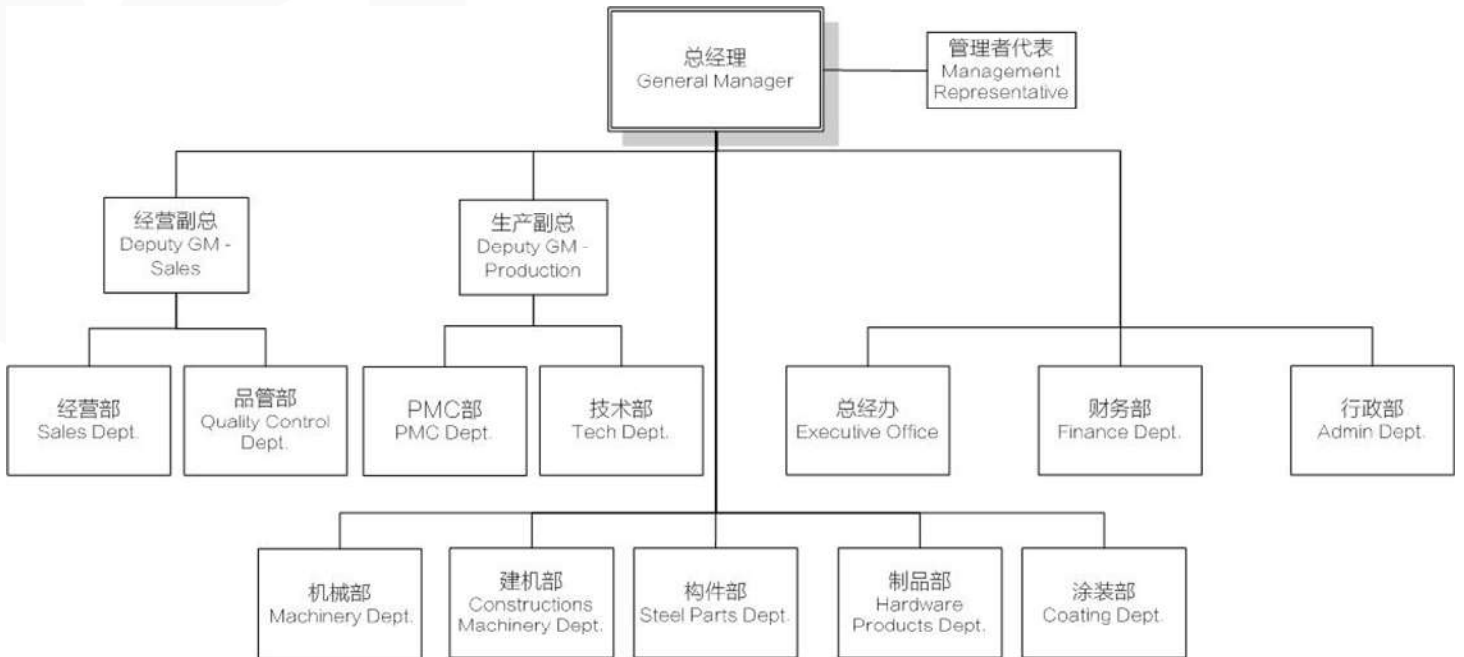 总经理
General Manager
管理者代表
Management
Representative
经营副总
Deputy GM -
Sales
生产副总
Deputy GM -
Production
经营部
Sales Dept.
品管部
Quality Control
Dept.
PMC部
PMC Dept.
技术部
Tech Dept.
总经办
Executive Office
财务部
Finance Dept.
行政部
Admin Dept.
机械部
Machinery Dept.
建机部
Constructions
Machinery Dept.
构件部
Steel Parts Dept.
制品部
Hardware
Products Dept.
涂装部
Coating Dept.